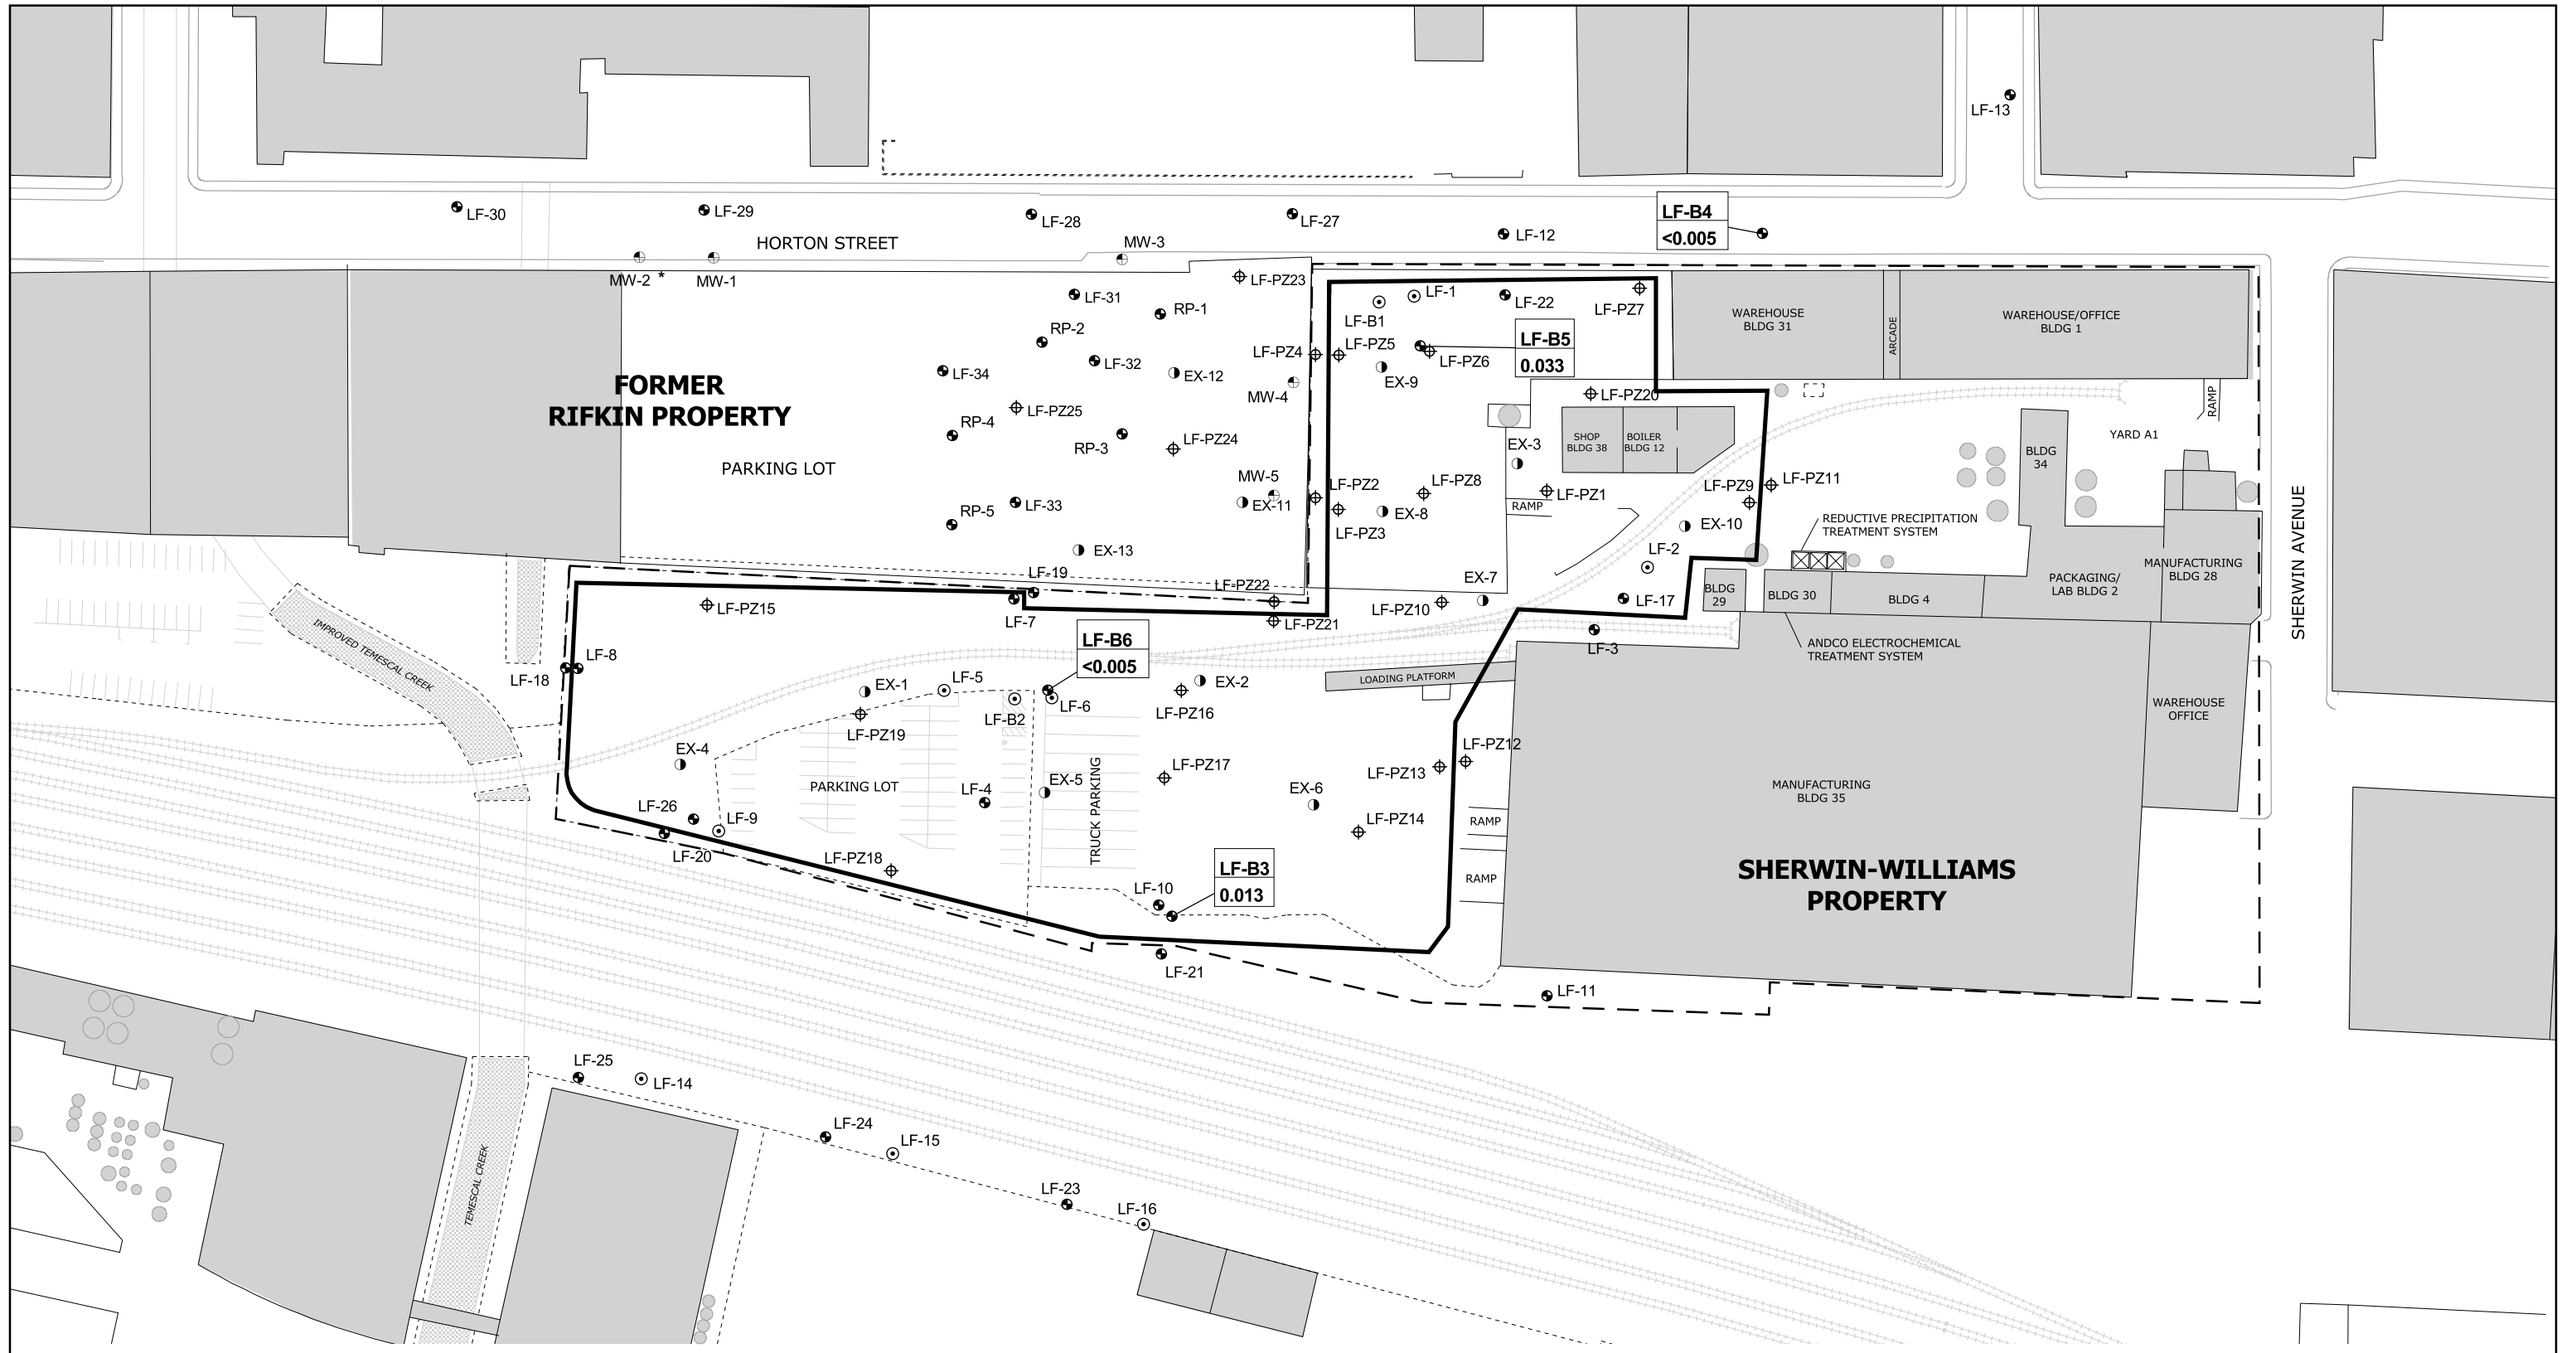 LF-13
LF-30
LF-29
LF-28
LF-27
LF-12
LF-B4
<0.005
HORTON STREET
MW-3
MW-2 *
MW-1
LF-PZ23
LF-31
RP-1
LF-1
LF-B1
LF-22
LF-PZ7
WAREHOUSE
BLDG 31
ARCADE
WAREHOUSE/OFFICE
BLDG 1
RP-2
LF-32
LF-PZ4
LF-PZ5
LF-PZ6
LF-B5
0.033
LF-34
EX-12
EX-9
MW-4
FORMER
RIFKIN PROPERTY
LF-PZ25
LF-PZ20
RAMP
RP-4
RP-3
LF-PZ24
EX-3
SHOP
BLDG 38
BOILER
BLDG 12
YARD A1
BLDG
34
PARKING LOT
MW-5
LF-PZ2
LF-PZ8
LF-PZ1
LF-PZ9
LF-PZ11
RP-5
LF-33
EX-11
EX-8
LF-PZ3
RAMP
EX-10
REDUCTIVE PRECIPITATION
TREATMENT SYSTEM
SHERWIN AVENUE
EX-13
LF-2
MANUFACTURING
BLDG 28
PACKAGING/
LAB BLDG 2
LF-19
LF-PZ22
EX-7
LF-PZ10
LF-17
BLDG
29
BLDG 30
BLDG 4
LF-PZ15
LF-7
LF-PZ21
IMPROVED TEMESCAL CREEK
LF-B6
<0.005
LF-3
ANDCO ELECTROCHEMICAL
TREATMENT SYSTEM
LF-8
LF-18
EX-1
LF-5
LF-B2
LF-6
EX-2
LF-PZ16
LOADING PLATFORM
WAREHOUSE
OFFICE
LF-PZ19
EX-4
LF-PZ12
LF-PZ13
LF-PZ17
PARKING LOT
EX-5
TRUCK PARKING
EX-6
MANUFACTURING
BLDG 35
LF-4
LF-26
LF-9
LF-PZ14
RAMP
LF-20
LF-PZ18
LF-B3
0.013
LF-10
RAMP
SHERWIN-WILLIAMS
PROPERTY
LF-21
LF-11
LF-25
LF-14
LF-24
LF-15
TEMESCAL CREEK
LF-23
LF-16